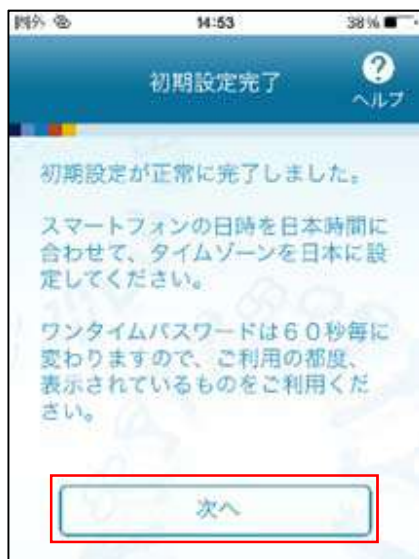 圏外
14:53
38%
初期設定完了
?
ヘルプ
初期設定が正常に完了しました。
スマートフォンの日時を日本時間に
合わせて、タイムゾーンを日本に設
定してください。
ワンタイムパスワードは60秒毎に
変わりますので、ご利用の都度、
表示されているものをご利用くだ
さい。
次へ